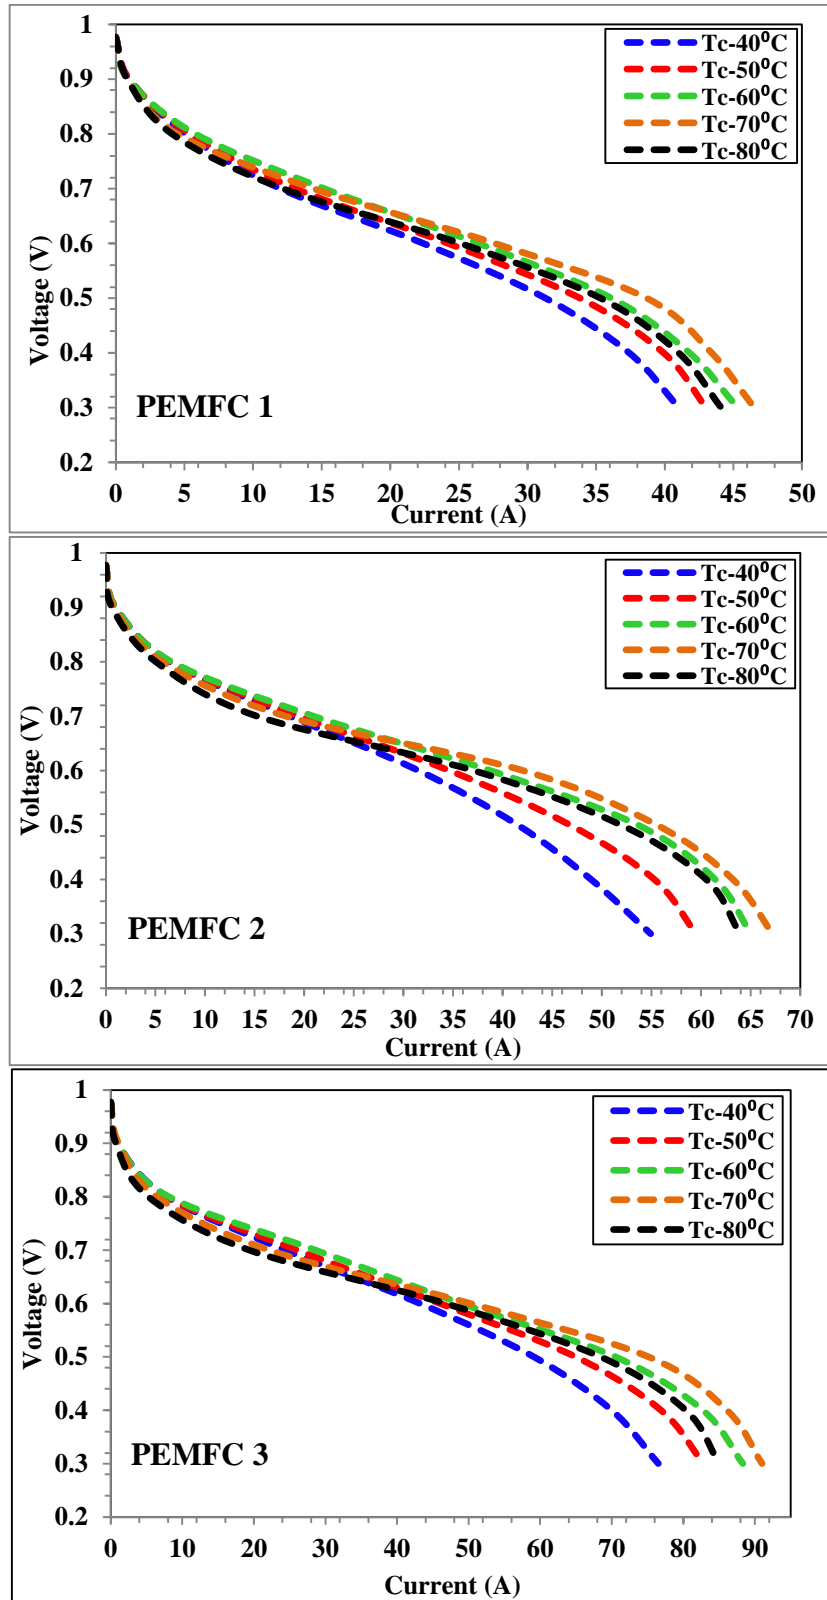 1
0.9
0.8
0.7
0.6
0.5
0.4
0.3
0.2
Voltage (V)
Tc-40⁰C
Tc-50⁰C
Tc-60⁰C
Tc-70⁰C
Tc-80⁰C
PEMFC 1
0 5 10 15 20 25 30 35 40 45 50
Current (A)
1
0.9
0.8
0.7
0.6
0.5
0.4
0.3
0.2
Voltage (V)
Tc-40⁰C
Tc-50⁰C
Tc-60⁰C
Tc-70⁰C
Tc-80⁰C
PEMFC 2
0 5 10 15 20 25 30 35 40 45 50 55 60 65 70
Current (A)
1
0.9
0.8
0.7
0.6
0.5
0.4
0.3
0.2
Voltage (V)
Tc-40⁰C
Tc-50⁰C
Tc-60⁰C
Tc-70⁰C
Tc-80⁰C
PEMFC 3
0 10 20 30 40 50 60 70 80 90
Current (A)